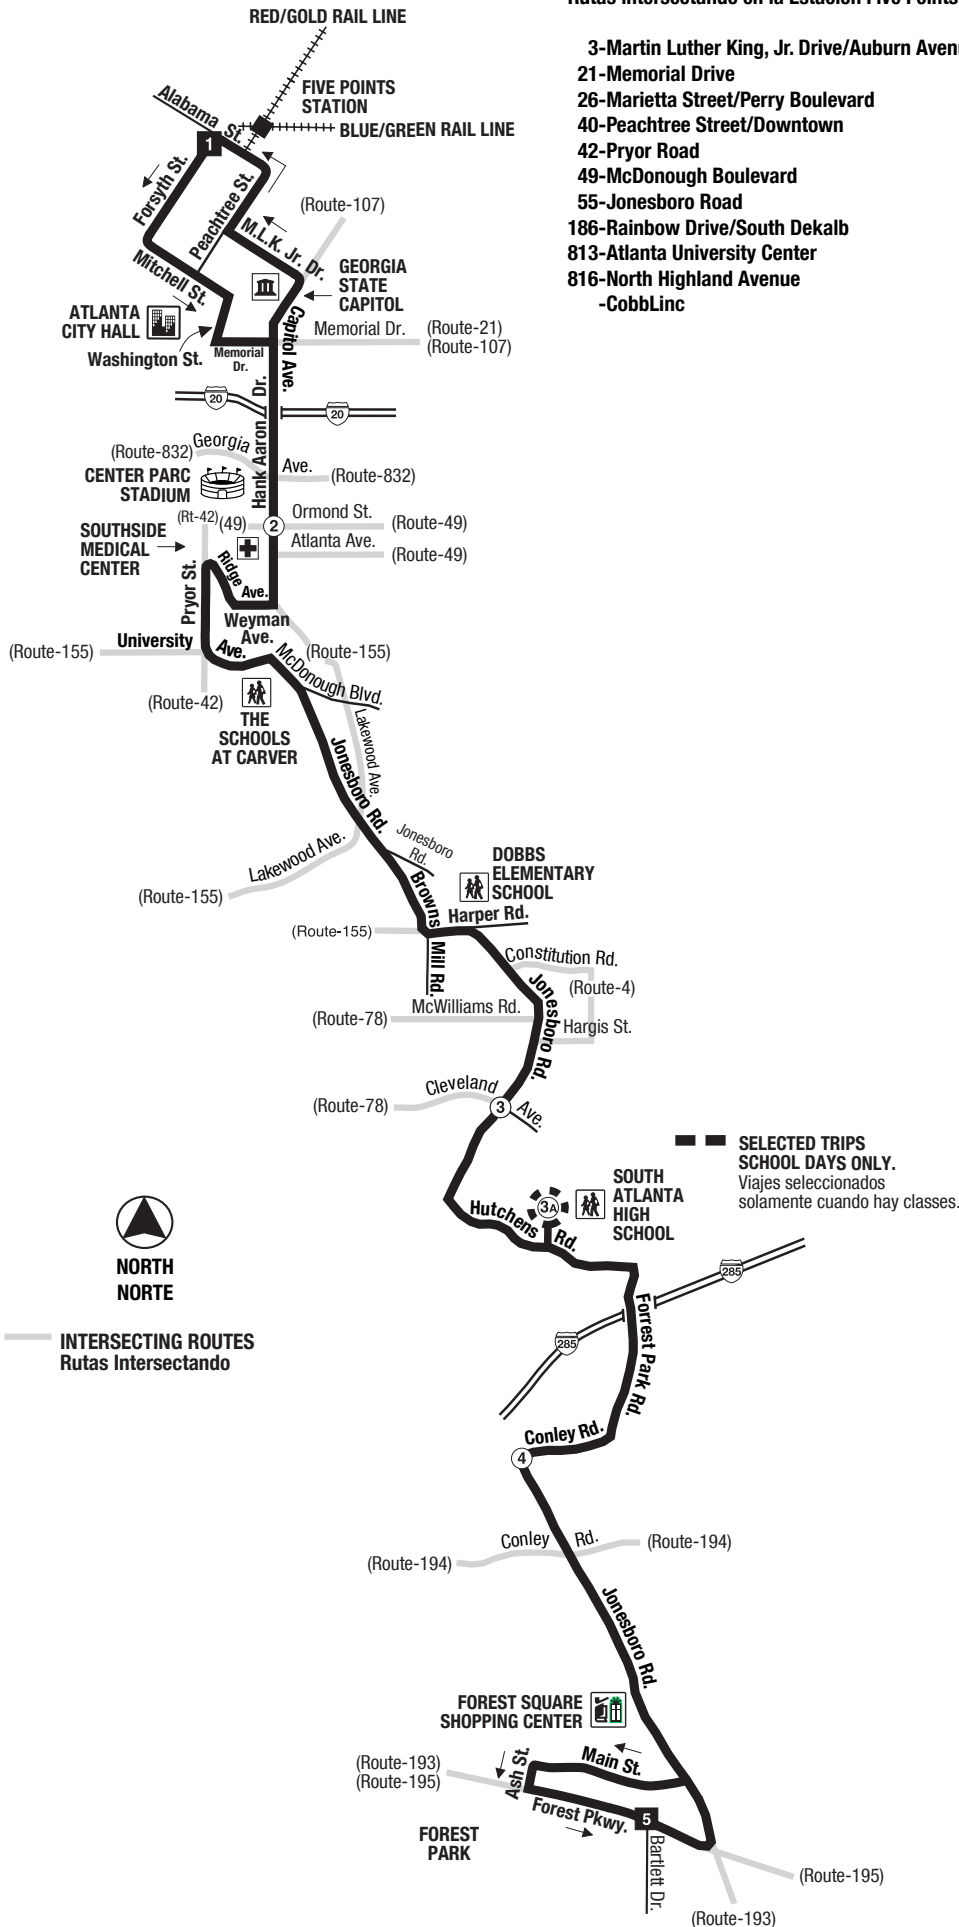 Rutas Intersectando en la Estacion Five Points
RED/GOLD RAIL LINE
3-Martin Luther King, Jr. Drive/Auburn Avenu
21-Memorial Drive
26-Marietta Street/Perry Boulevard
40-Peachtree Street/Downtown
42-Pryor Road
49-McDonough Boulevard
55-Jonesboro Road
186-Rainbow Drive/South Dekalb
813-Atlanta University Center
816-North Highland Avenue
-CobbLinc
FIVE POINTS
STATION
BLUE/GREEN RAIL LINE
Alabama St.
1
Forsyth St.
Peachtree St.
(Route-107)
M.L.K. Jr. Dr.
GEORGIA
STATE
CAPITOL
Mitchell St.
ATLANTA
CITY HALL
Washington St.
Memorial
Dr.
Capitol Ave.
Memorial Dr.
(Route-21)
(Route-107)
20
20
Hank Aaron Dr.
(Route-832)
Georgia
Ave.
(Route-832)
CENTER PARC
STADIUM
(Rt-42)
(49)
2
Ormond St.
(Route-49)
Atlanta Ave.
(Route-49)
SOUTHSIDE
MEDICAL
CENTER
Pryor St.
Ridge
Ave.
Weyman
Ave.
(Route-155)
University
Ave.
(Route-155)
McDonough Blvd.
(Route-42)
THE
SCHOOLS
AT CARVER
Lakewood Ave.
Jonesboro Rd.
Lakewood Ave.
(Route-155)
Jonesboro
Rd.
DOBBS
ELEMENTARY
SCHOOL
Browns
Mill Rd.
Harper Rd.
(Route-155)
Constitution Rd.
(Route-4)
Jonesboro Rd.
McWilliams Rd.
(Route-78)
Hargis St.
Cleveland
Ave.
(Route-78)
3
SELECTED TRIPS
SCHOOL DAYS ONLY.
Viajes seleccionados
solamente cuando hay classes.
3A
SOUTH
ATLANTA
HIGH
SCHOOL
Hutchens
Rd.
NORTH
NORTE
285
285
Forrest Park Rd.
INTERSECTING ROUTES
Rutas Intersectando
Conley Rd.
4
Conley
Rd.
(Route-194)
(Route-194)
Jonesboro Rd.
FOREST SQUARE
SHOPPING CENTER
Main St.
Ash St.
(Route-193)
(Route-195)
Forest Pkwy.
5
Bartlett Dr.
FOREST
PARK
(Route-195)
(Route-193)